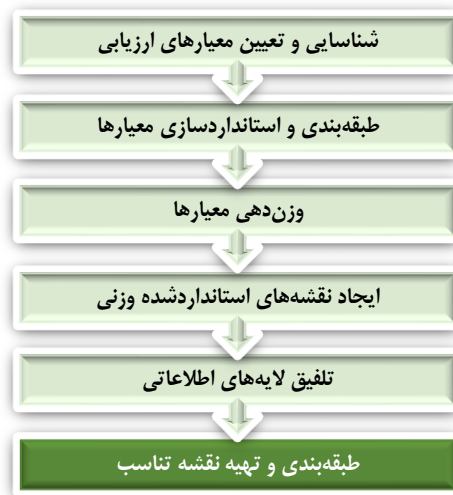 شناسایی و تعیین معیارهای ارزیابی
طبقه‌بندی و استانداردسازی معیارها
وزن‌دهی معیارها
ایجاد نقشه‌های استانداردشده وزنی
تلفیق لایه‌های اطلاعاتی
طبقه‌بندی و تهیه نقشه تناسب